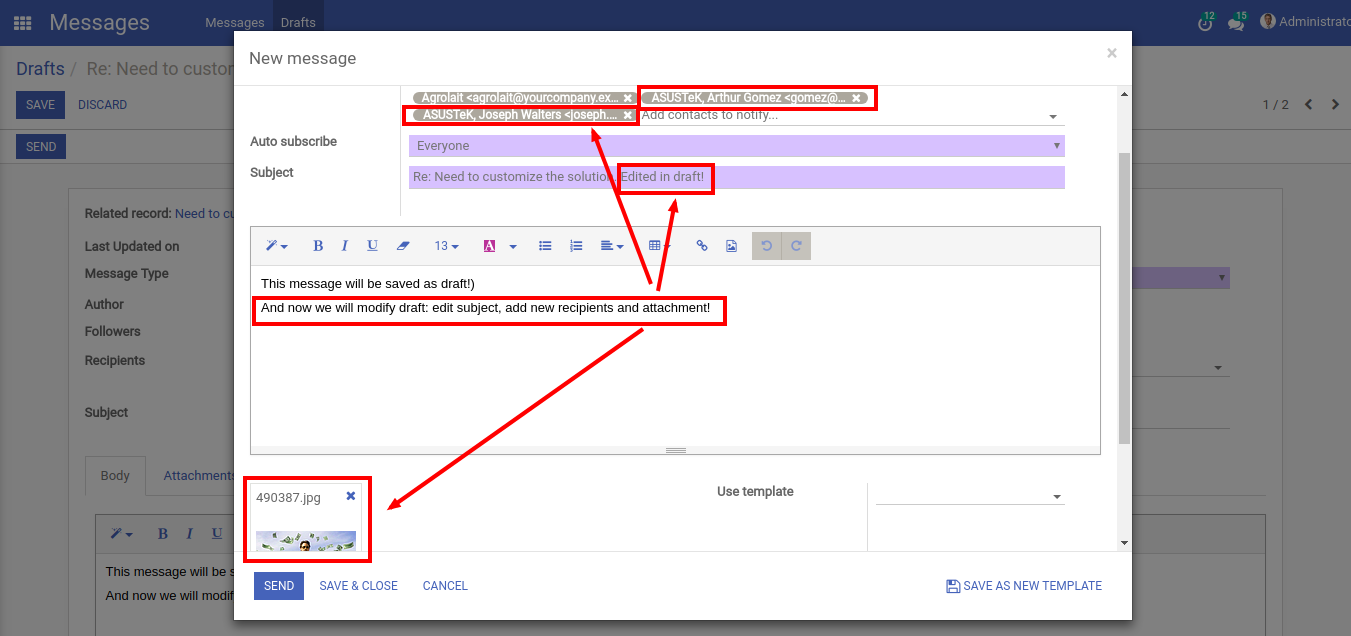 Messages Messages Drafts 12 15 Administrato
Drafts / Re: Need to custor
SAVE DISCARD 1 / 2
SEND
Related record: Need to cu
Last Updated on
Message Type
Author
Followers
Recipients
Subject
Body Attachments
This message will be s
And now we will modif
New message ×
Agrolait <agrolait@yourcompany.ex... ASUSTeK, Arthur Gomez <gomez@...
ASUSTeK, Joseph Walters <joseph.... Add contacts to notify...
Auto subscribe Everyone
Subject Re: Need to customize the solution Edited in draft!
B I U 13 A
This message will be saved as draft!)
And now we will modify draft: edit subject, add new recipients and attachment!
490387.jpg
Use template
SEND SAVE & CLOSE CANCEL SAVE AS NEW TEMPLATE
B I U